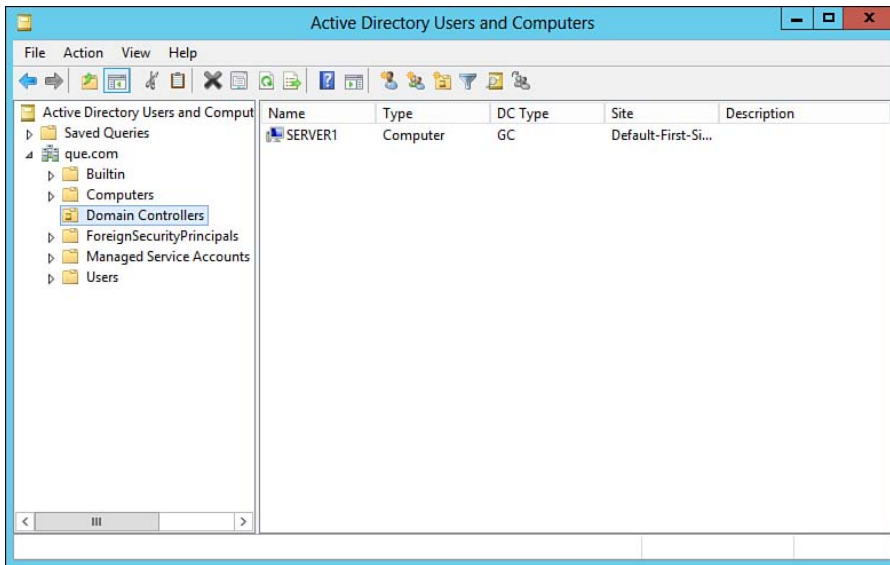 Active Directory Users and Computers
File Action View Help
Active Directory Users and Comput
Saved Queries
que.com
Builtin
Computers
Domain Controllers
ForeignSecurityPrincipals
Managed Service Accounts
Users
Name Type DC Type Site Description
SERVER1 Computer GC Default-First-Si...